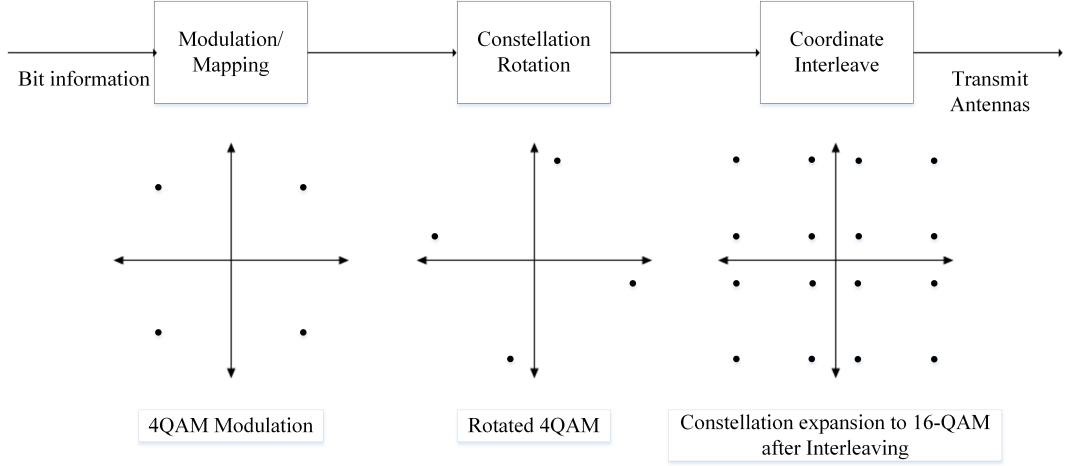 Modulation/
Mapping
Constellation
Rotation
Coordinate
Interleave
Bit information
Transmit
Antennas
4QAM Modulation
Rotated 4QAM
Constellation expansion to 16-QAM
after Interleaving